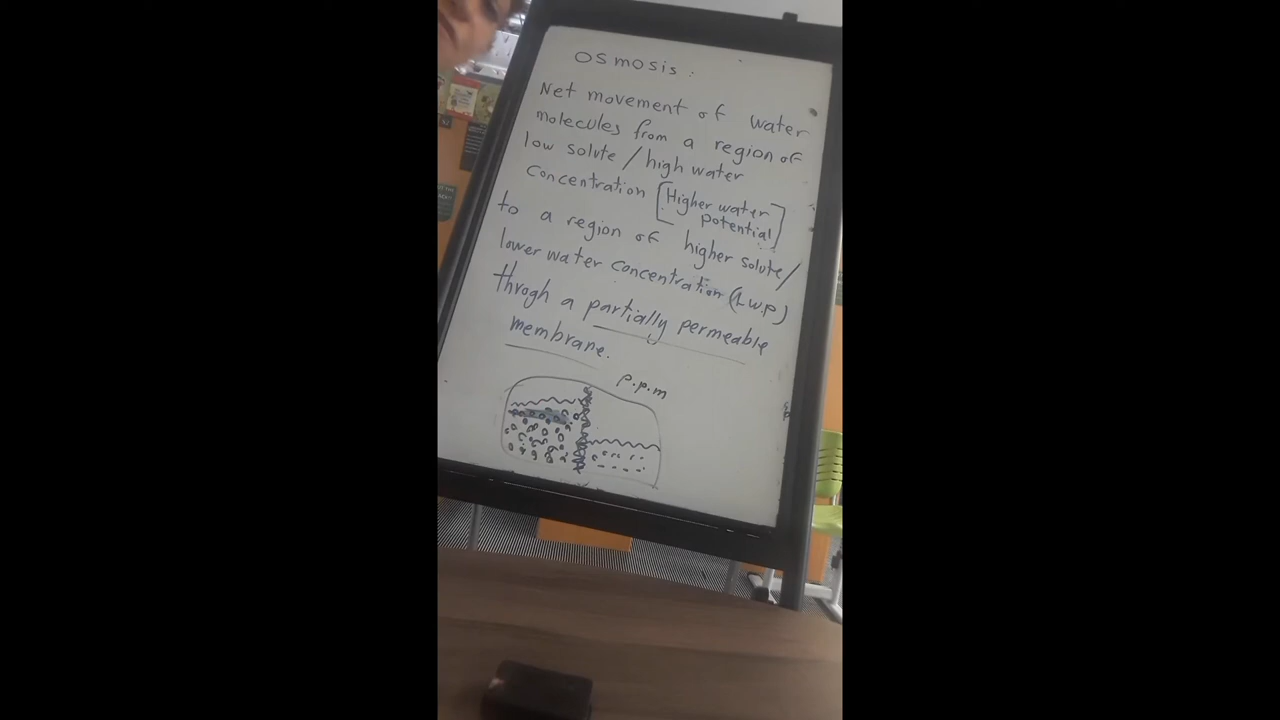 Osmosis:
Net movement of water
molecules from a region of
low solute / high water
Concentration [Higher water
potential]
to a region of higher solute/
lower water concentration (L.w.p)
throgh a partially permeable
membrane.
P.p.m